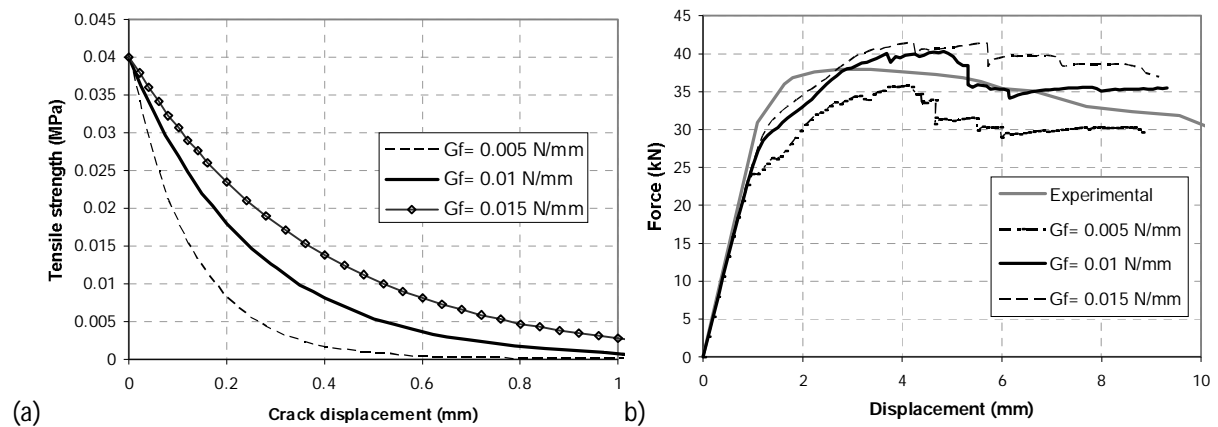 0.045
0.04
0.035
0.03
0.025
0.02
0.015
0.01
0.005
0
Tensile strength (MPa)
Gf= 0.005 N/mm
Gf= 0.01 N/mm
Gf= 0.015 N/mm
0 0.2 0.4 0.6 0.8 1
Crack displacement (mm)
(a)
45
40
35
30
25
20
15
10
5
0
Force (kN)
Experimental
Gf= 0.005 N/mm
Gf= 0.01 N/mm
Gf= 0.015 N/mm
0 2 4 6 8 10
Displacement (mm)
b)